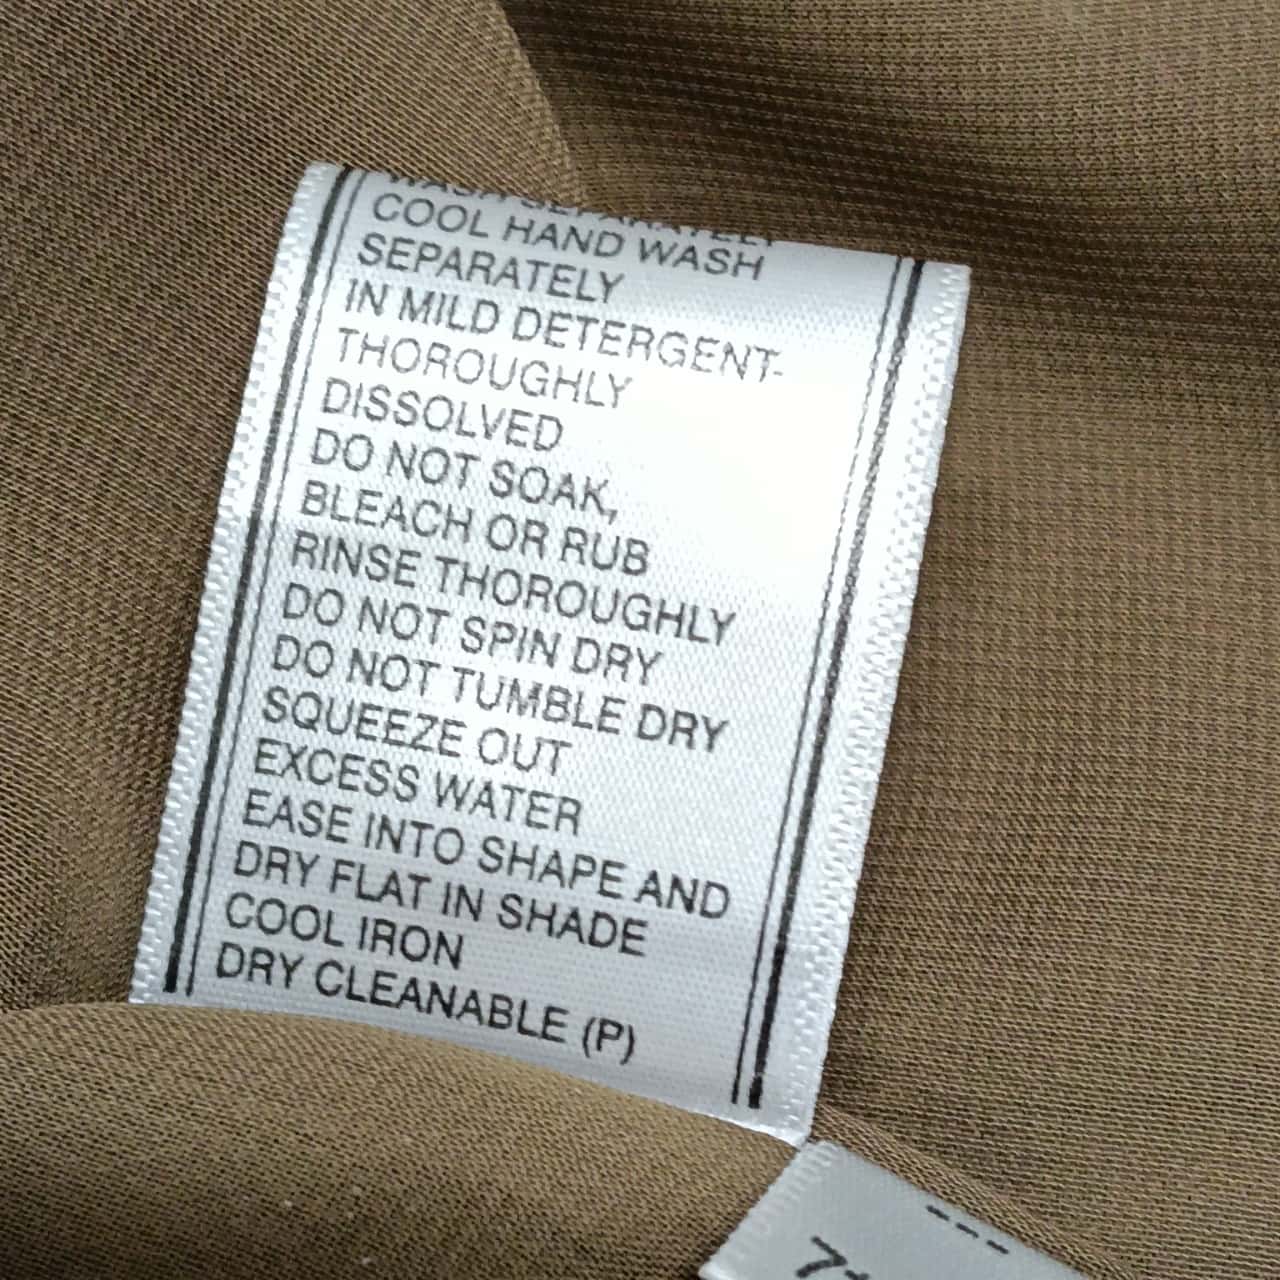 WASH SEPARATELY
COOL HAND WASH
SEPARATELY
IN MILD DETERGENT-
THOROUGHLY
DISSOLVED
DO NOT SOAK,
BLEACH OR RUB
RINSE THOROUGHLY
DO NOT SPIN DRY
DO NOT TUMBLE DRY
SQUEEZE OUT
EXCESS WATER
EASE INTO SHAPE AND
DRY FLAT IN SHADE
COOL IRON
DRY CLEANABLE (P)